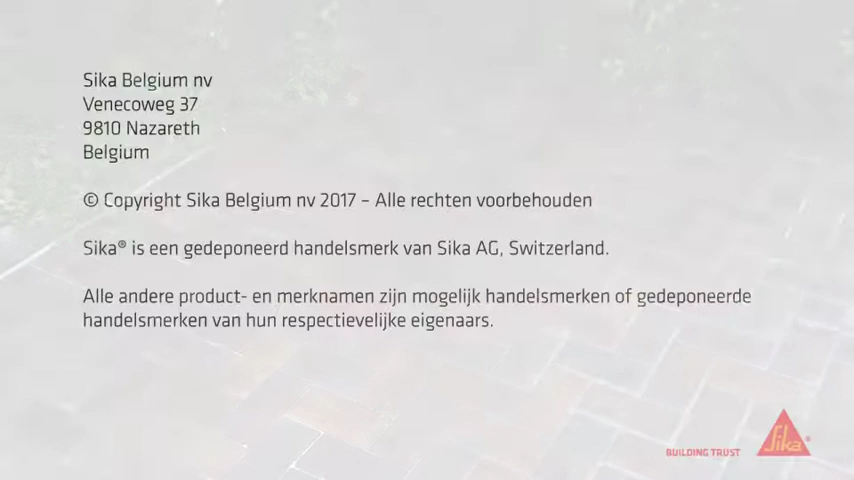 Sika Belgium nv
Venecoweg 37
9810 Nazareth
Belgium
© Copyright Sika Belgium nv 2017 – Alle rechten voorbehouden
Sika® is een gedeponeerd handelsmerk van Sika AG, Switzerland.
Alle andere product- en merknamen zijn mogelijk handelsmerken of gedeponeerde
handelsmerken van hun respectievelijke eigenaars.
BUILDING TRUST
Sika®